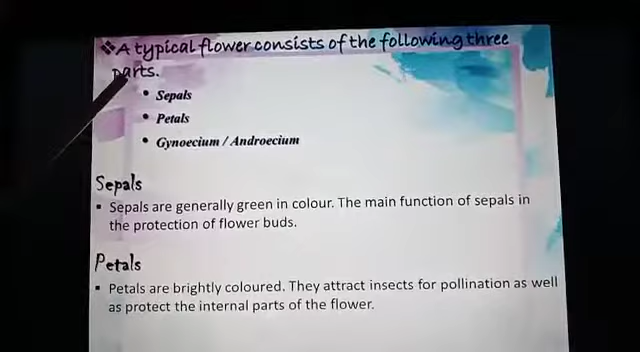 ❖A typical flower consists of the following three
parts.
• Sepals
• Petals
• Gynoecium / Androecium
Sepals
▪ Sepals are generally green in colour. The main function of sepals in
the protection of flower buds.
Petals
▪ Petals are brightly coloured. They attract insects for pollination as well
as protect the internal parts of the flower.